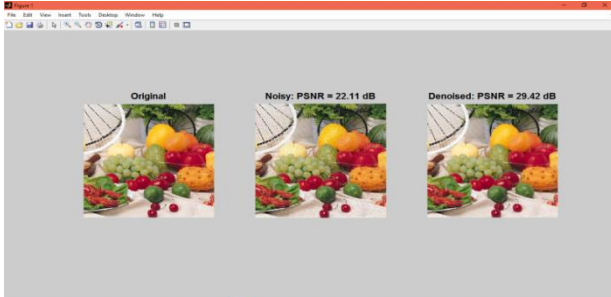 Figure 1
File Edit View Insert Tools Desktop Window Help
Original
Noisy: PSNR = 22.11 dB
Denoised: PSNR = 29.42 dB